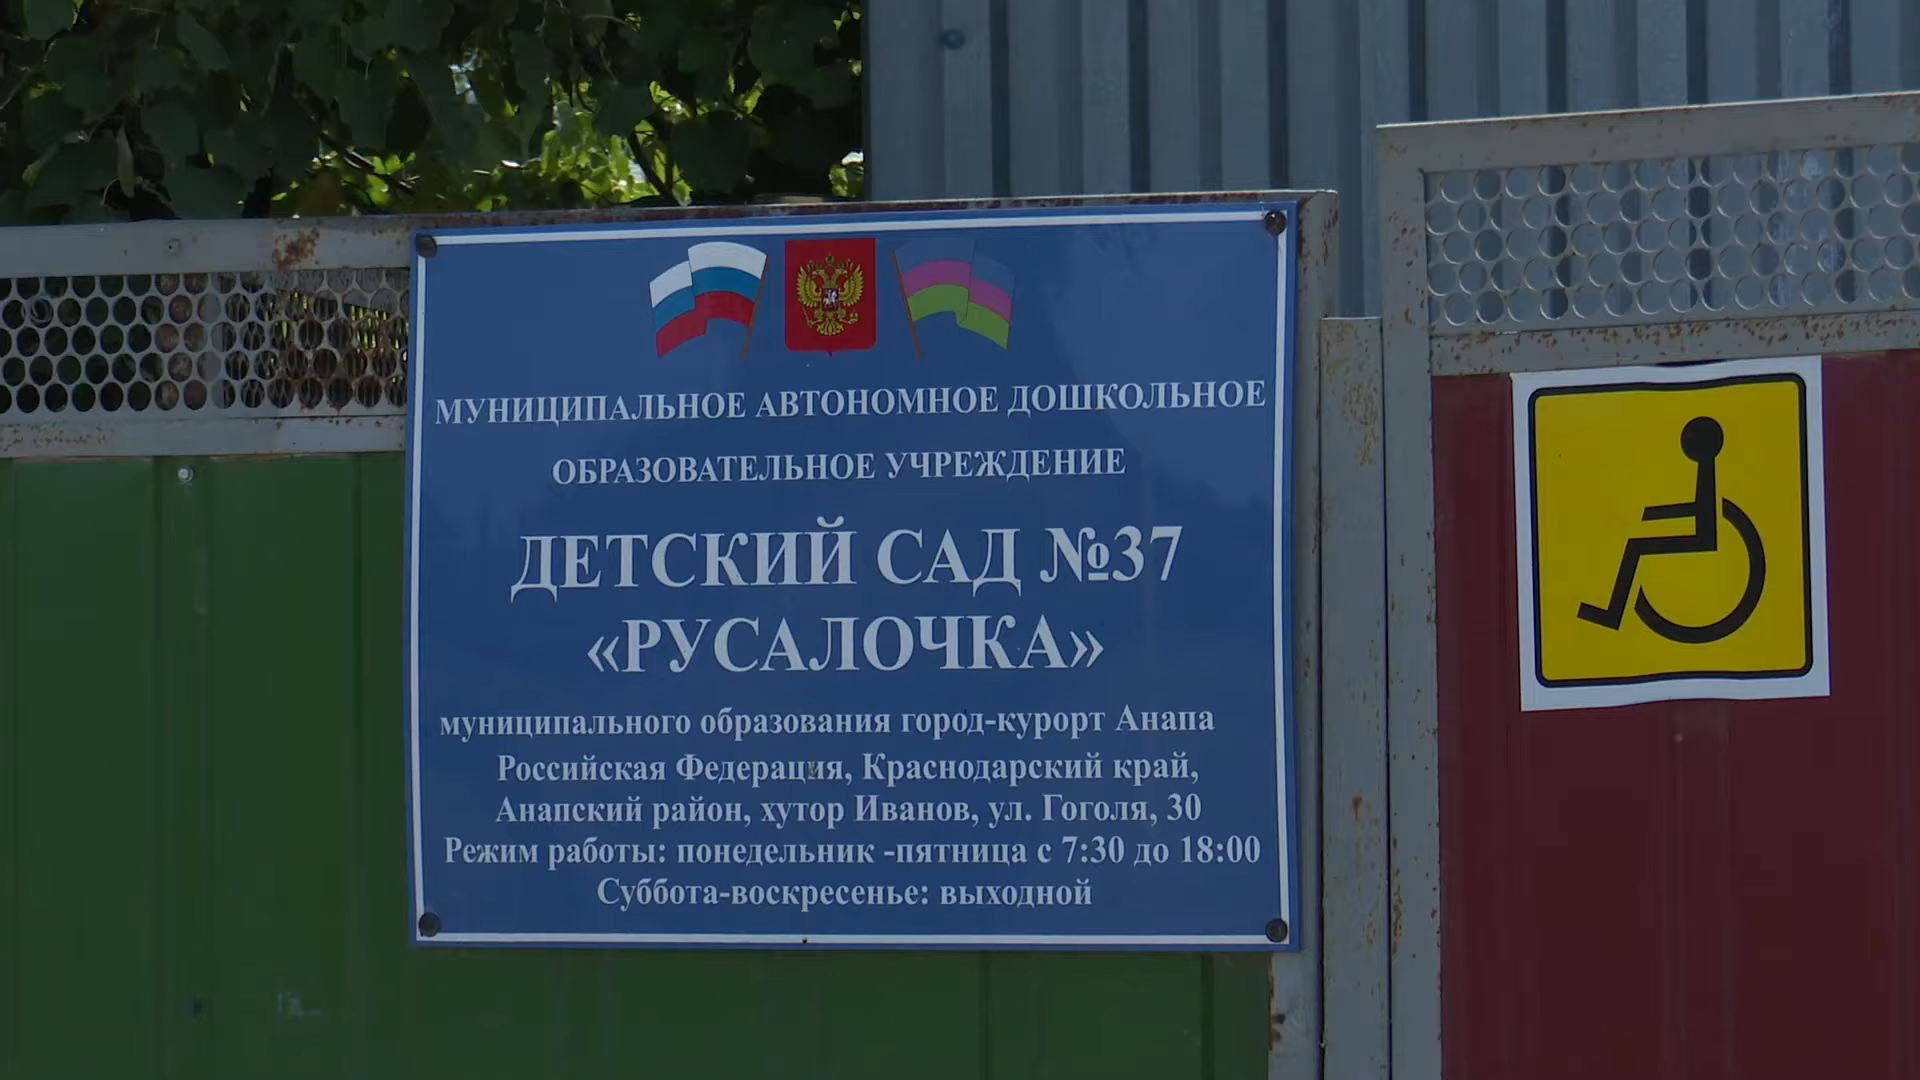 МУНИЦИПАЛЬНОЕ АВТОНОМНОЕ ДОШКОЛЬНОЕ
ОБРАЗОВАТЕЛЬНОЕ УЧРЕЖДЕНИЕ
ДЕТСКИЙ САД №37
«РУСАЛОЧКА»
муниципального образования город-курорт Анапа
Российская Федерация, Краснодарский край,
Анапский район, хутор Иванов, ул. Гоголя, 30
Режим работы: понедельник -пятница с 7:30 до 18:00
Суббота-воскресенье: выходной